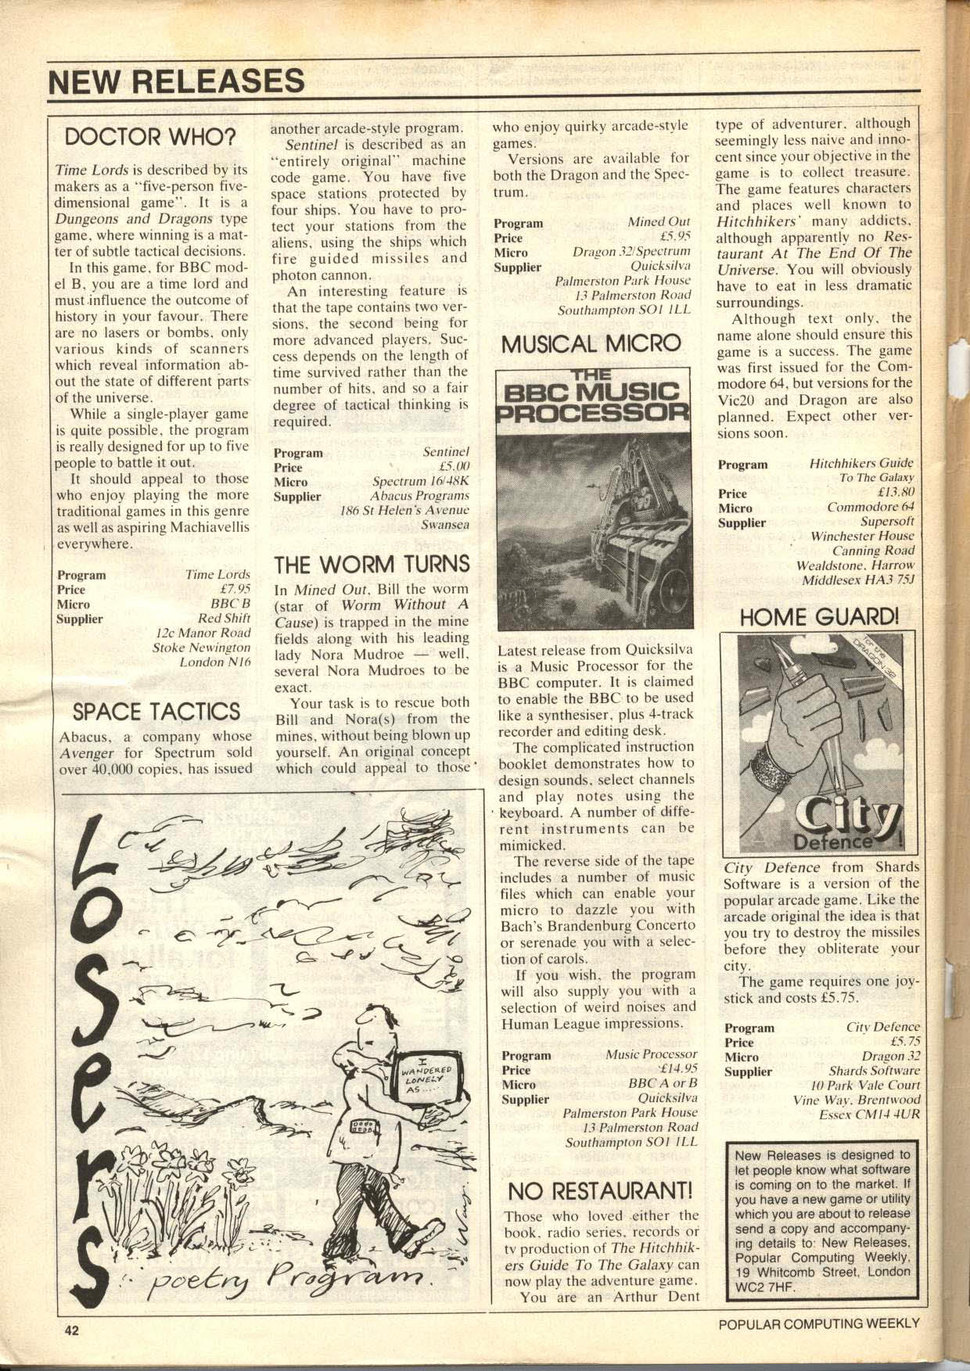 NEW RELEASES
DOCTOR WHO?
Time Lords is described by its
makers as a "five-person five-
dimensional game". It is a
Dungeons and Dragons type
game, where winning is a mat-
ter of subtle tactical decisions.
In this game, for BBC mod-
el B, you are a time lord and
must influence the outcome of
history in your favour. There
are no lasers or bombs, only
various kinds of scanners
which reveal information ab-
out the state of different parts
of the universe.
While a single-player game
is quite possible, the program
is really designed for up to five
people to battle it out.
It should appeal to those
who enjoy playing the more
traditional games in this genre
as well as aspiring Machiavellis
everywhere.
Program Time Lords
Price £7.95
Micro BBC B
Supplier Red Shift
12c Manor Road
Stoke Newington
London N16
SPACE TACTICS
Abacus, a company whose
Avenger for Spectrum sold
over 40,000 copies, has issued
another arcade-style program.
Sentinel is described as an
"entirely original" machine
code game. You have five
space stations protected by
four ships. You have to pro-
tect your stations from the
aliens, using the ships which
fire guided missiles and
photon cannon.
An interesting feature is
that the tape contains two ver-
sions, the second being for
more advanced players. Suc-
cess depends on the length of
time survived rather than the
number of hits, and so a fair
degree of tactical thinking is
required.
Program Sentinel
Price £5.00
Micro Spectrum 16/48K
Supplier Abacus Programs
186 St Helen's Avenue
Swansea
THE WORM TURNS
In Mined Out, Bill the worm
(star of Worm Without A
Cause) is trapped in the mine
fields along with his leading
lady Nora Mudroe — well,
several Nora Mudroes to be
exact.
Your task is to rescue both
Bill and Nora(s) from the
mines, without being blown up
yourself. An original concept
which could appeal to those
who enjoy quirky arcade-style
games.
Versions are available for
both the Dragon and the Spec-
trum.
Program Mined Out
Price £5.95
Micro Dragon 32/Spectrum
Supplier Quicksilva
Palmerston Park House
13 Palmerston Road
Southampton SO1 1LL
MUSICAL MICRO
THE
BBC MUSIC
PROCESSOR
Latest release from Quicksilva
is a Music Processor for the
BBC computer. It is claimed
to enable the BBC to be used
like a synthesiser, plus 4-track
recorder and editing desk.
The complicated instruction
booklet demonstrates how to
design sounds, select channels
and play notes using the
keyboard. A number of diffe-
rent instruments can be
mimicked.
The reverse side of the tape
includes a number of music
files which can enable your
micro to dazzle you with
Bach's Brandenburg Concerto
or serenade you with a selec-
tion of carols.
If you wish, the program
will also supply you with a
selection of weird noises and
Human League impressions.
Program Music Processor
Price £14.95
Micro BBC A or B
Supplier Quicksilva
Palmerston Park House
13 Palmerston Road
Southampton SO1 1LL
NO RESTAURANT!
Those who loved either the
book, radio series, records or
tv production of The Hitchhik-
ers Guide To The Galaxy can
now play the adventure game.
You are an Arthur Dent
type of adventurer, although
seemingly less naive and inno-
cent since your objective in the
game is to collect treasure.
The game features characters
and places well known to
Hitchhikers' many addicts,
although apparently no Res-
taurant At The End Of The
Universe. You will obviously
have to eat in less dramatic
surroundings.
Although text only, the
name alone should ensure this
game is a success. The game
was first issued for the Com-
modore 64, but versions for the
Vic20 and Dragon are also
planned. Expect other ver-
sions soon.
Program Hitchhikers Guide
To The Galaxy
Price £13.80
Micro Commodore 64
Supplier Supersoft
Winchester House
Canning Road
Wealdstone, Harrow
Middlesex HA3 7SJ
HOME GUARD!
for the
DRAGON 32
City
Defence!
City Defence from Shards
Software is a version of the
popular arcade game. Like the
arcade original the idea is that
you try to destroy the missiles
before they obliterate your
city.
The game requires one joy-
stick and costs £5.75.
Program City Defence
Price £5.75
Micro Dragon 32
Supplier Shards Software
10 Park Vale Court
Vine Way, Brentwood
Essex CM14 4UR
New Releases is designed to
let people know what software
is coming on to the market. If
you have a new game or utility
which you are about to release
send a copy and accompany-
ing details to: New Releases,
Popular Computing Weekly,
19 Whitcomb Street, London
WC2 7HF.
Losers
I
WANDERED
LONELY
AS.....
poetry Program.
42
POPULAR COMPUTING WEEKLY